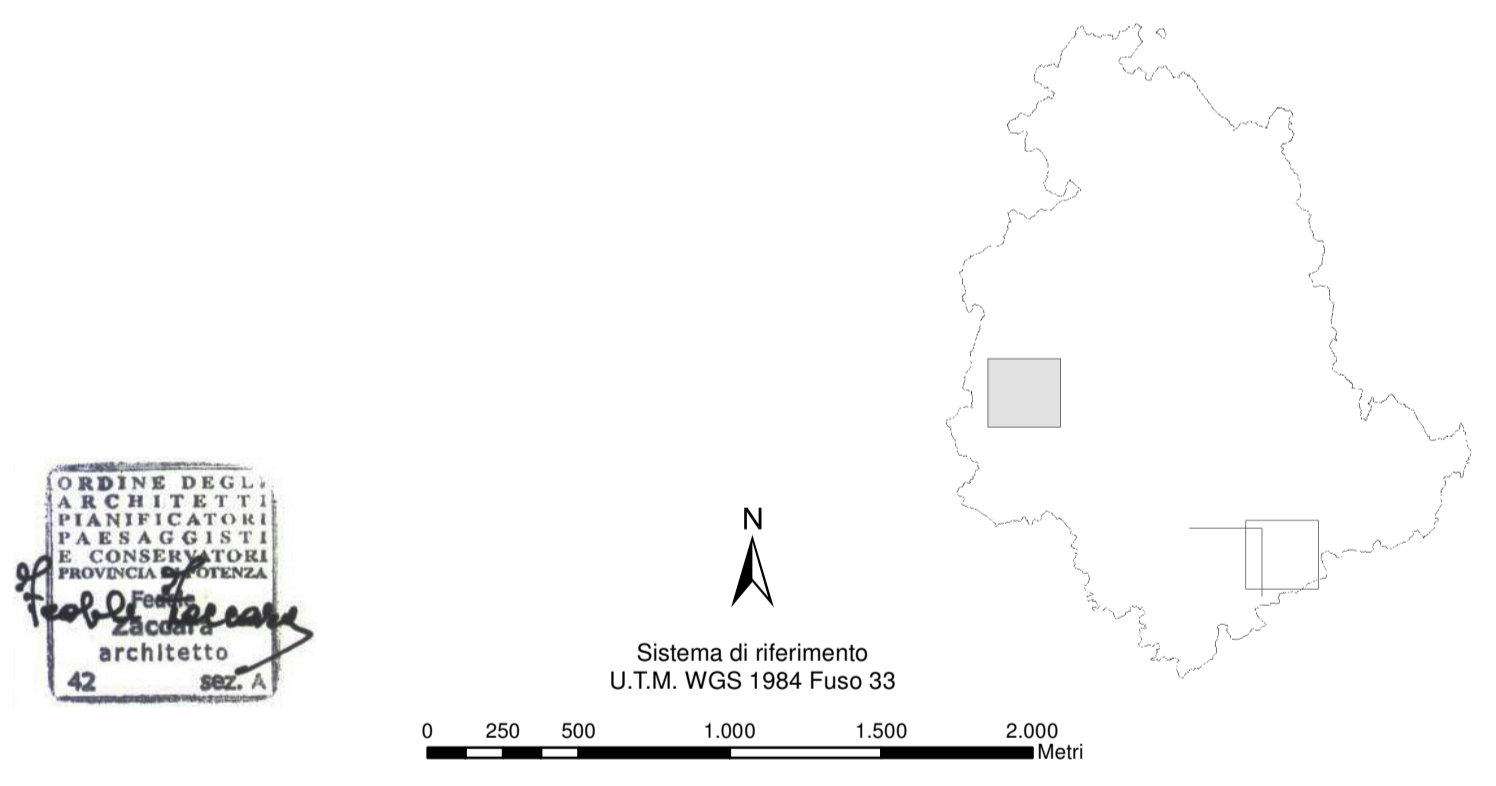 ORDINE DEGLI
ARCHITETTI
PIANIFICATORI
PAESAGGISTI
E CONSERVATORI
PROVINCIA DI POTENZA
Zaccara
architetto
42 sez. A
N
Sistema di riferimento
U.T.M. WGS 1984 Fuso 33
0 250 500 1.000 1.500 2.000
Metri